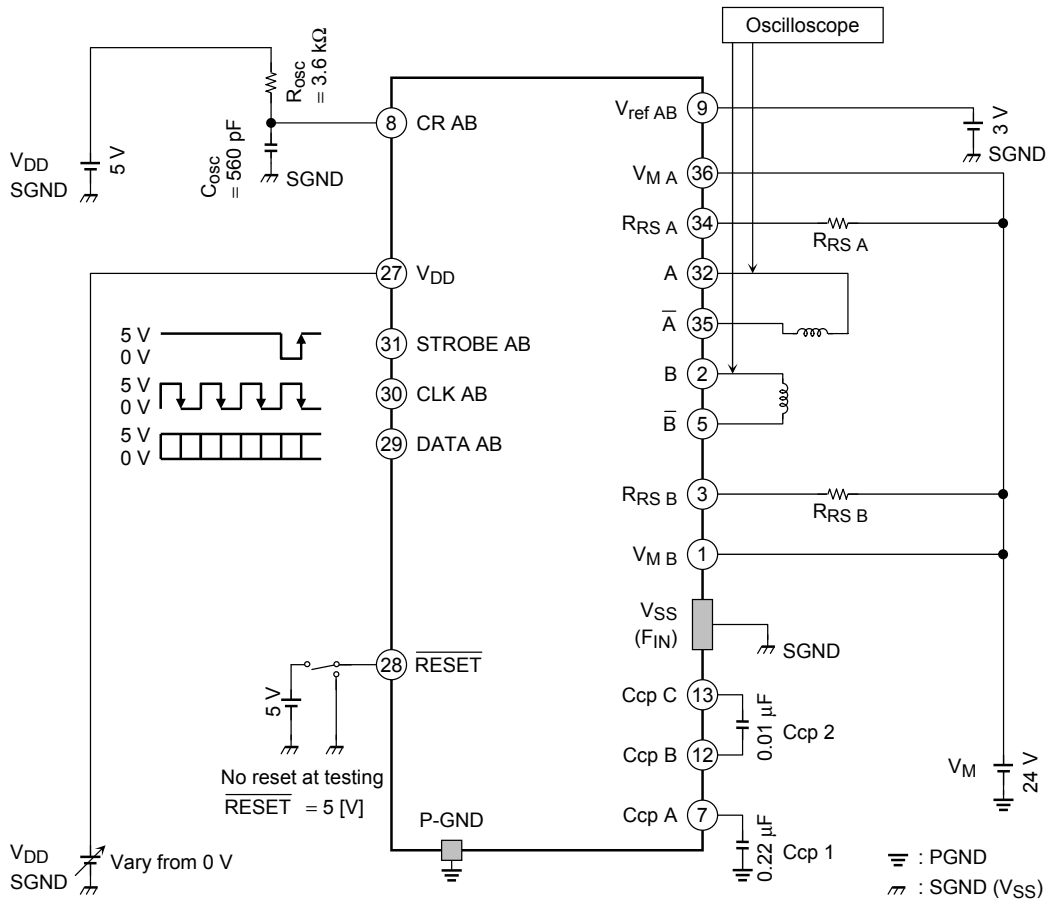 Oscilloscope
Rosc
= 3.6 kΩ
8 CR AB
Cosc
= 560 pF
SGND
VDD
SGND
5 V
Vref AB 9
3 V
SGND
VM A 36
RRS A 34
RRS A
A 32
A̅ 35
B 2
B̅ 5
27 VDD
5 V
0 V
31 STROBE AB
5 V
0 V
30 CLK AB
5 V
0 V
29 DATA AB
RRS B 3
RRS B
VM B 1
VSS
(FIN)
SGND
28 R̅E̅S̅E̅T̅
5 V
No reset at testing
R̅E̅S̅E̅T̅ = 5 [V]
Ccp C 13
0.01 μF
Ccp 2
Ccp B 12
VM
24 V
P-GND
Ccp A 7
0.22 μF
Ccp 1
VDD
SGND
Vary from 0 V
: PGND
: SGND (VSS)